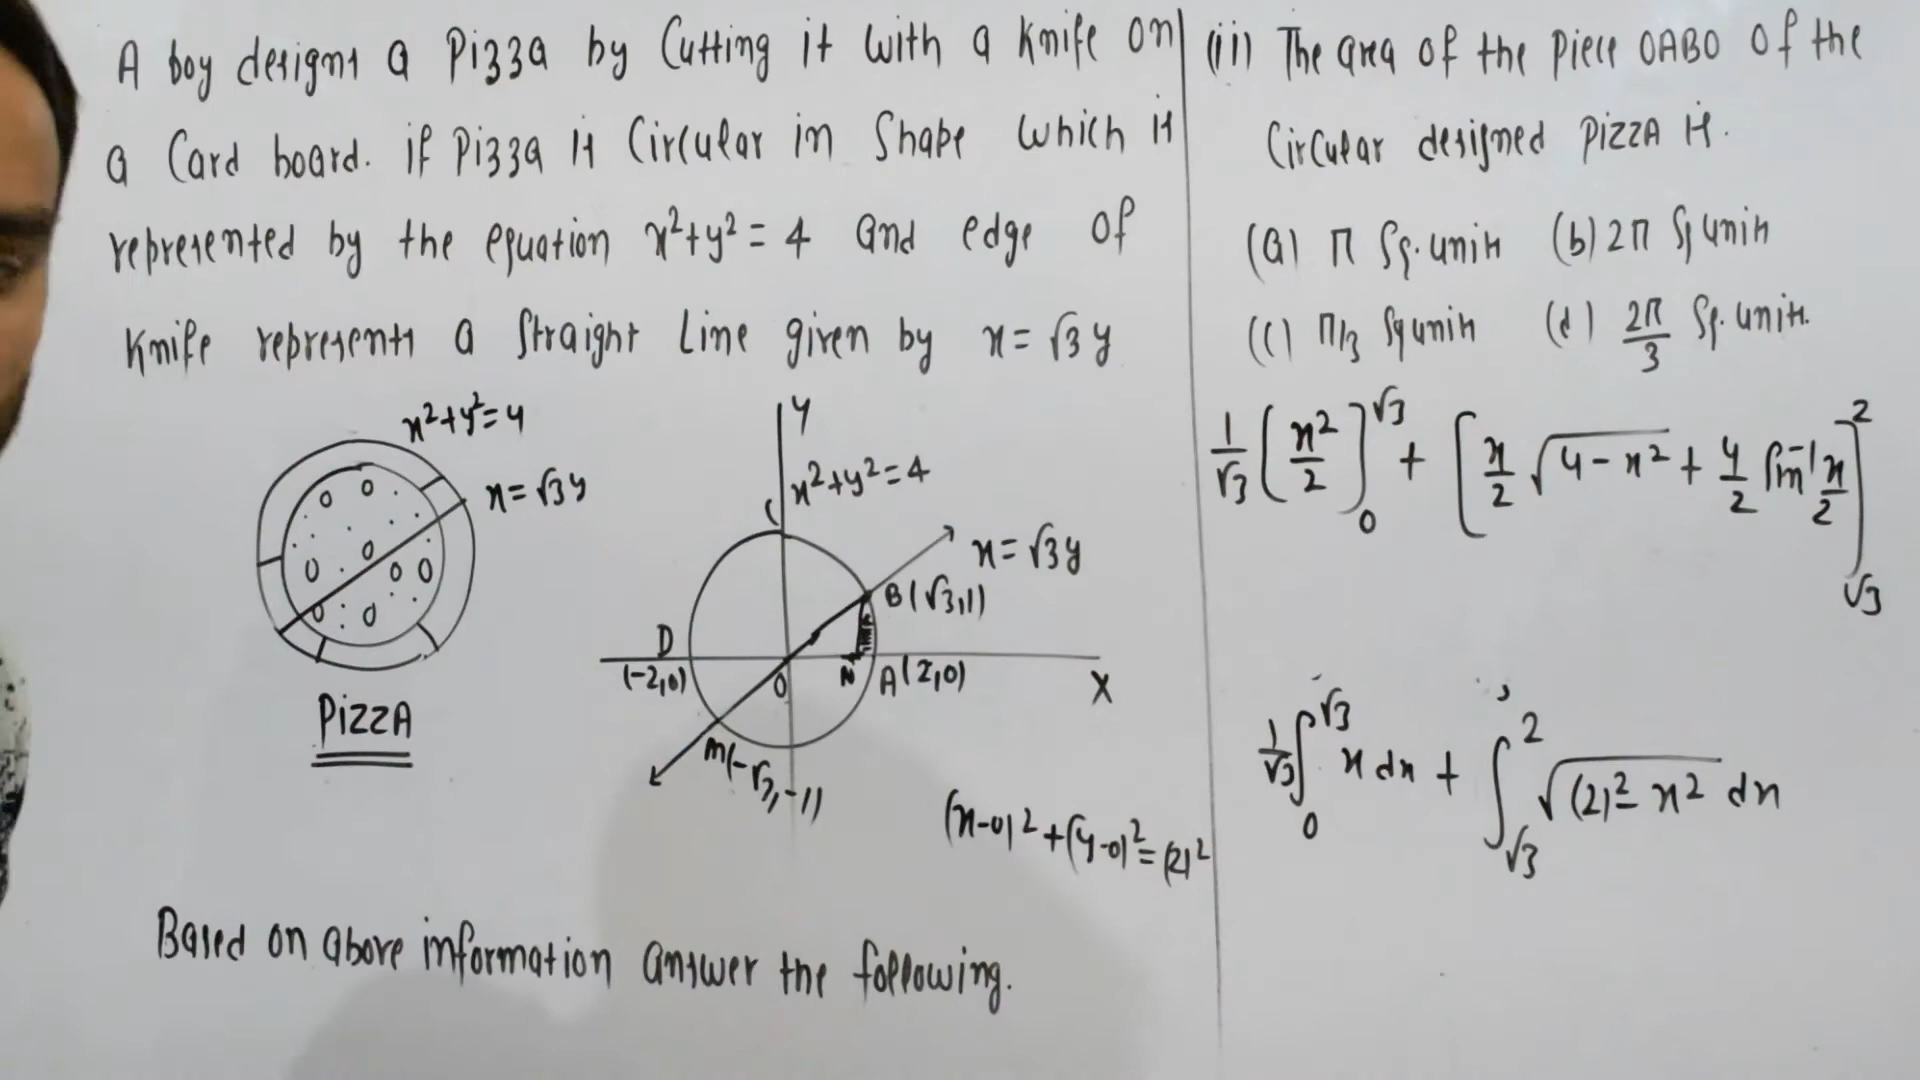 A boy designs a Pizza by Cutting it with a Knife on
a Card board. if Pizza is Circular in Shape which is
represented by the equation x²+y² = 4 and edge of
Knife represents a Straight Line given by x = √3 y
x²+y²=4
x=√3y
PizzA
Y
x²+y²=4
C
x=√3y
B(√3,1)
D
(-2,0)
O
N
A(2,0)
X
M(-√3,-1)
(x-0)²+(y-0)²=(2)²
Based on above information answer the following.
(iii) The area of the piece OABO of the
Circular designed PizzA is.
(a) π Sq. units (b) 2π Sq units
(c) π/3 Sq units (d) 2π/3 Sq. units.
1/√3 [x²/2]₀^√3 + [x/2 √4-x² + 4/2 Sin⁻¹ x/2]_√3^2
1/√3 ∫₀^√3 x dx + ∫_√3^2 √(2)²-x² dx